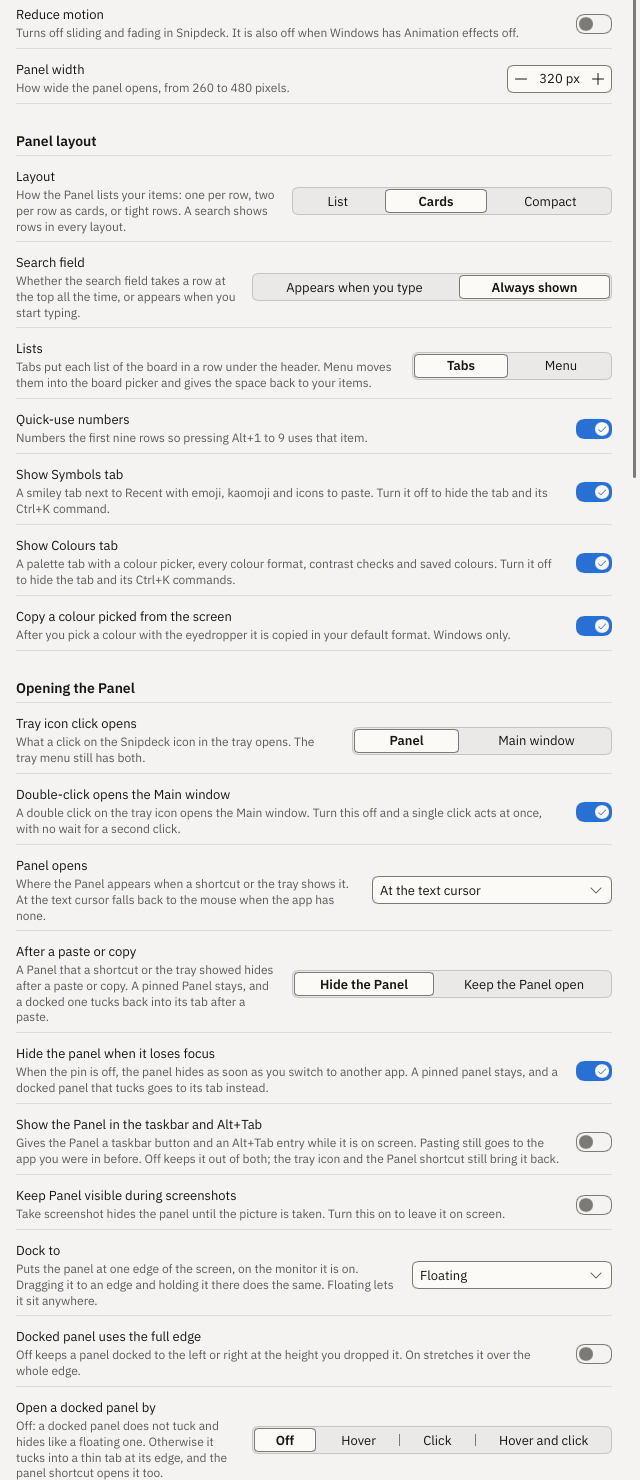 Reduce motion
Turns off sliding and fading in Snipdeck. It is also off when Windows has Animation effects off.
Panel width
How wide the panel opens, from 260 to 480 pixels.
320 px
Panel layout
Layout
How the Panel lists your items: one per row, two
per row as cards, or tight rows. A search shows
rows in every layout.
List Cards Compact
Search field
Whether the search field takes a row at
the top all the time, or appears when you
start typing.
Appears when you type Always shown
Lists
Tabs put each list of the board in a row under the header. Menu moves
them into the board picker and gives the space back to your items.
Tabs Menu
Quick-use numbers
Numbers the first nine rows so pressing Alt+1 to 9 uses that item.
Show Symbols tab
A smiley tab next to Recent with emoji, kaomoji and icons to paste. Turn it off to hide the tab and its
Ctrl+K command.
Show Colours tab
A palette tab with a colour picker, every colour format, contrast checks and saved colours. Turn it off
to hide the tab and its Ctrl+K commands.
Copy a colour picked from the screen
After you pick a colour with the eyedropper it is copied in your default format. Windows only.
Opening the Panel
Tray icon click opens
What a click on the Snipdeck icon in the tray opens. The
tray menu still has both.
Panel Main window
Double-click opens the Main window
A double click on the tray icon opens the Main window. Turn this off and a single click acts at once,
with no wait for a second click.
Panel opens
Where the Panel appears when a shortcut or the tray shows it.
At the text cursor falls back to the mouse when the app has
none.
At the text cursor
After a paste or copy
A Panel that a shortcut or the tray showed hides
after a paste or copy. A pinned Panel stays, and
a docked one tucks back into its tab after a
paste.
Hide the Panel Keep the Panel open
Hide the panel when it loses focus
When the pin is off, the panel hides as soon as you switch to another app. A pinned panel stays, and a
docked panel that tucks goes to its tab instead.
Show the Panel in the taskbar and Alt+Tab
Gives the Panel a taskbar button and an Alt+Tab entry while it is on screen. Pasting still goes to the
app you were in before. Off keeps it out of both; the tray icon and the Panel shortcut still bring it back.
Keep Panel visible during screenshots
Take screenshot hides the panel until the picture is taken. Turn this on to leave it on screen.
Dock to
Puts the panel at one edge of the screen, on the monitor it is on.
Dragging it to an edge and holding it there does the same. Floating lets
it sit anywhere.
Floating
Docked panel uses the full edge
Off keeps a panel docked to the left or right at the height you dropped it. On stretches it over the
whole edge.
Open a docked panel by
Off: a docked panel does not tuck and
hides like a floating one. Otherwise it
tucks into a thin tab at its edge, and the
panel shortcut opens it too.
Off Hover Click Hover and click